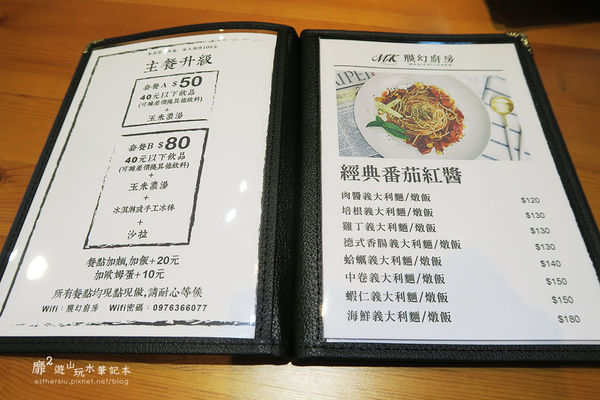 主餐升級
套餐A $50
40元以下飲品
(可補差價換其他飲料)
+
玉米濃湯
套餐B $80
40元以下飲品
(可補差價換其他飲料)
+
玉米濃湯
+
冰淇淋或手工冰棒
+
沙拉
餐點加麵,加飯+20元
加歐姆蛋+10元
所有餐點均現點現做,請耐心等候
Wifi:膜幻廚房 Wifi密碼:0976366077
MK 膜幻廚房
MAGIC KITCHEN
經典番茄紅醬
肉醬義大利麵/燉飯 $120
培根義大利麵/燉飯 $130
雞丁義大利麵/燉飯 $130
德式香腸義大利麵/燉飯 $130
蛤蠣義大利麵/燉飯 $140
中卷義大利麵/燉飯 $150
蝦仁義大利麵/燉飯 $150
海鮮義大利麵/燉飯 $180
靡2遊山玩水筆記本
esther6lu.pixnet.net/blog